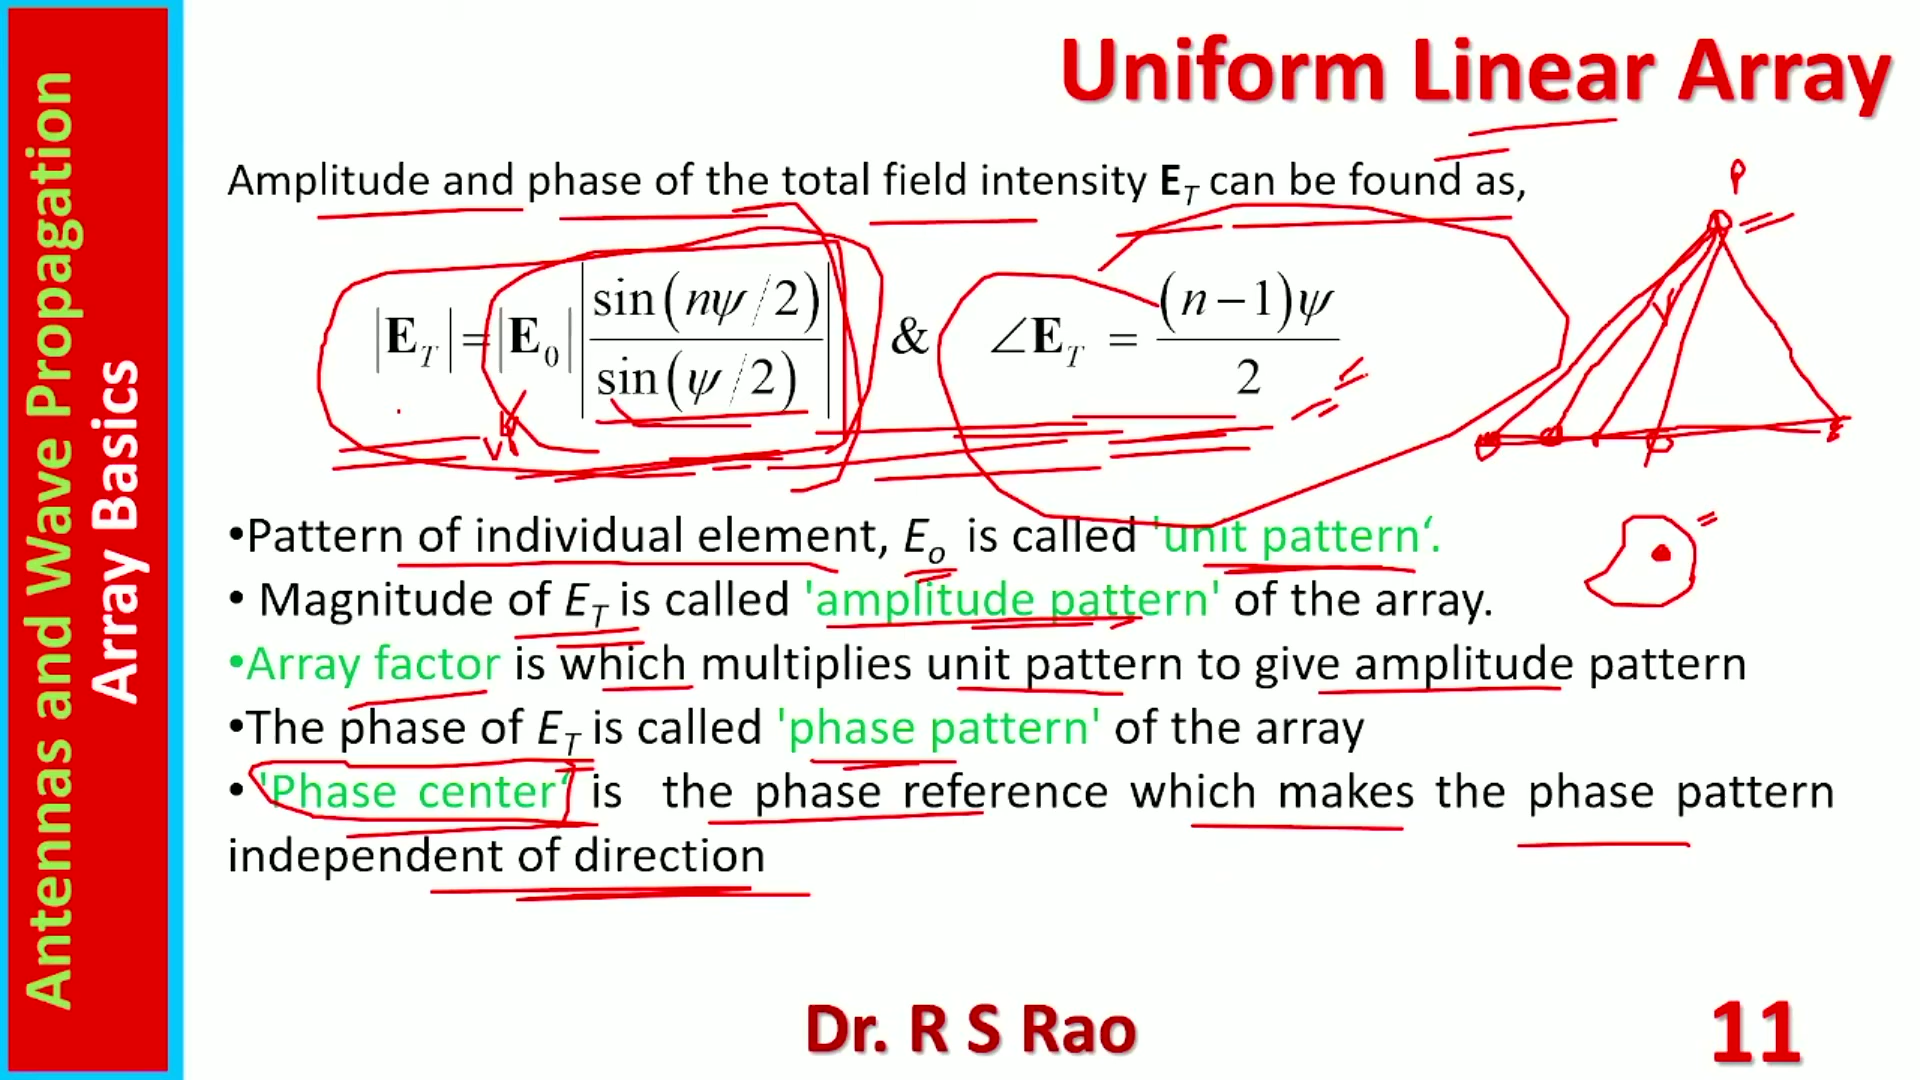 Antennas and Wave Propagation
Array Basics
Uniform Linear Array
Amplitude and phase of the total field intensity E_T can be found as,
|E_T| = |E_0| |sin(nψ/2) / sin(ψ/2)| & ∠E_T = (n−1)ψ / 2
P
•Pattern of individual element, E_o is called 'unit pattern‘.
• Magnitude of E_T is called 'amplitude pattern' of the array.
•Array factor is which multiplies unit pattern to give amplitude pattern
•The phase of E_T is called 'phase pattern' of the array
• 'Phase center‘ is the phase reference which makes the phase pattern
independent of direction
Dr. R S Rao
11